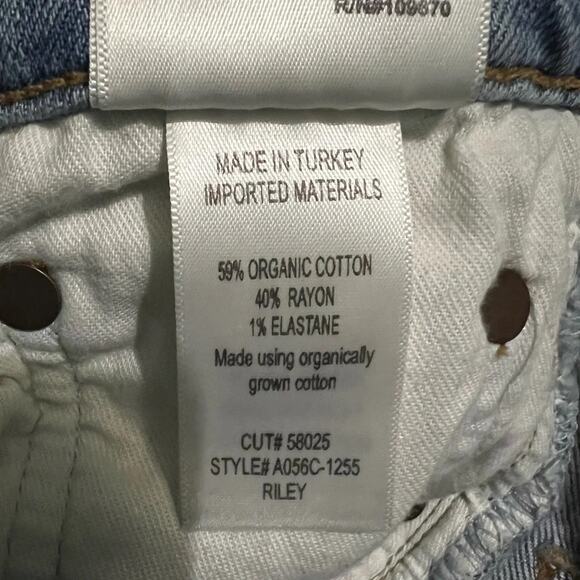 R/N#109870
MADE IN TURKEY
IMPORTED MATERIALS
59% ORGANIC COTTON
40% RAYON
1% ELASTANE
Made using organically
grown cotton
CUT# 58025
STYLE# A056C-1255
RILEY